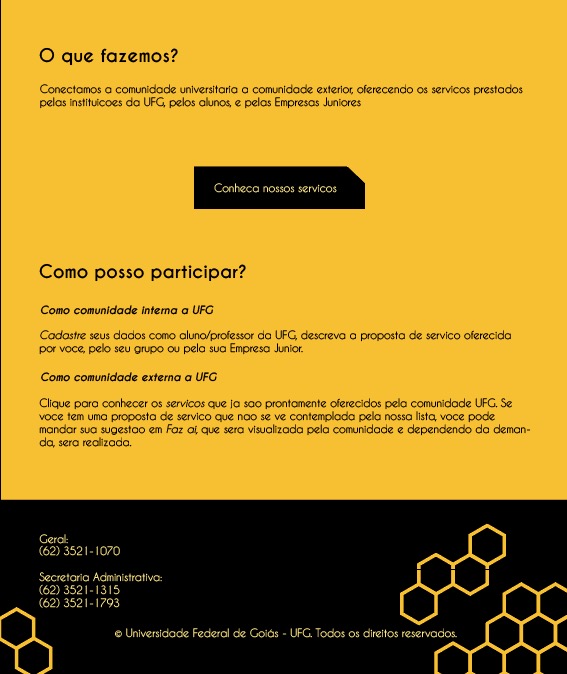 O que fazemos?
Conectamos a comunidade universitaria a comunidade exterior, oferecendo os servicos prestados
pelas instituicoes da UFG, pelos alunos, e pelas Empresas Juniores
Conheca nossos servicos
Como posso participar?
Como comunidade interna a UFG
Cadastre seus dados como aluno/professor da UFG, descreva a proposta de servico oferecida
por voce, pelo seu grupo ou pela sua Empresa Junior.
Como comunidade externa a UFG
Clique para conhecer os servicos que ja sao prontamente oferecidos pela comunidade UFG. Se
voce tem uma proposta de servico que nao se ve contemplada pela nossa lista, voce pode
mandar sua sugestao em Faz aí, que sera visualizada pela comunidade e dependendo da deman-
da, sera realizada.
Geral:
(62) 3521-1070
Secretaria Administrativa:
(62) 3521-1315
(62) 3521-1793
© Universidade Federal de Goiás - UFG. Todos os direitos reservados.